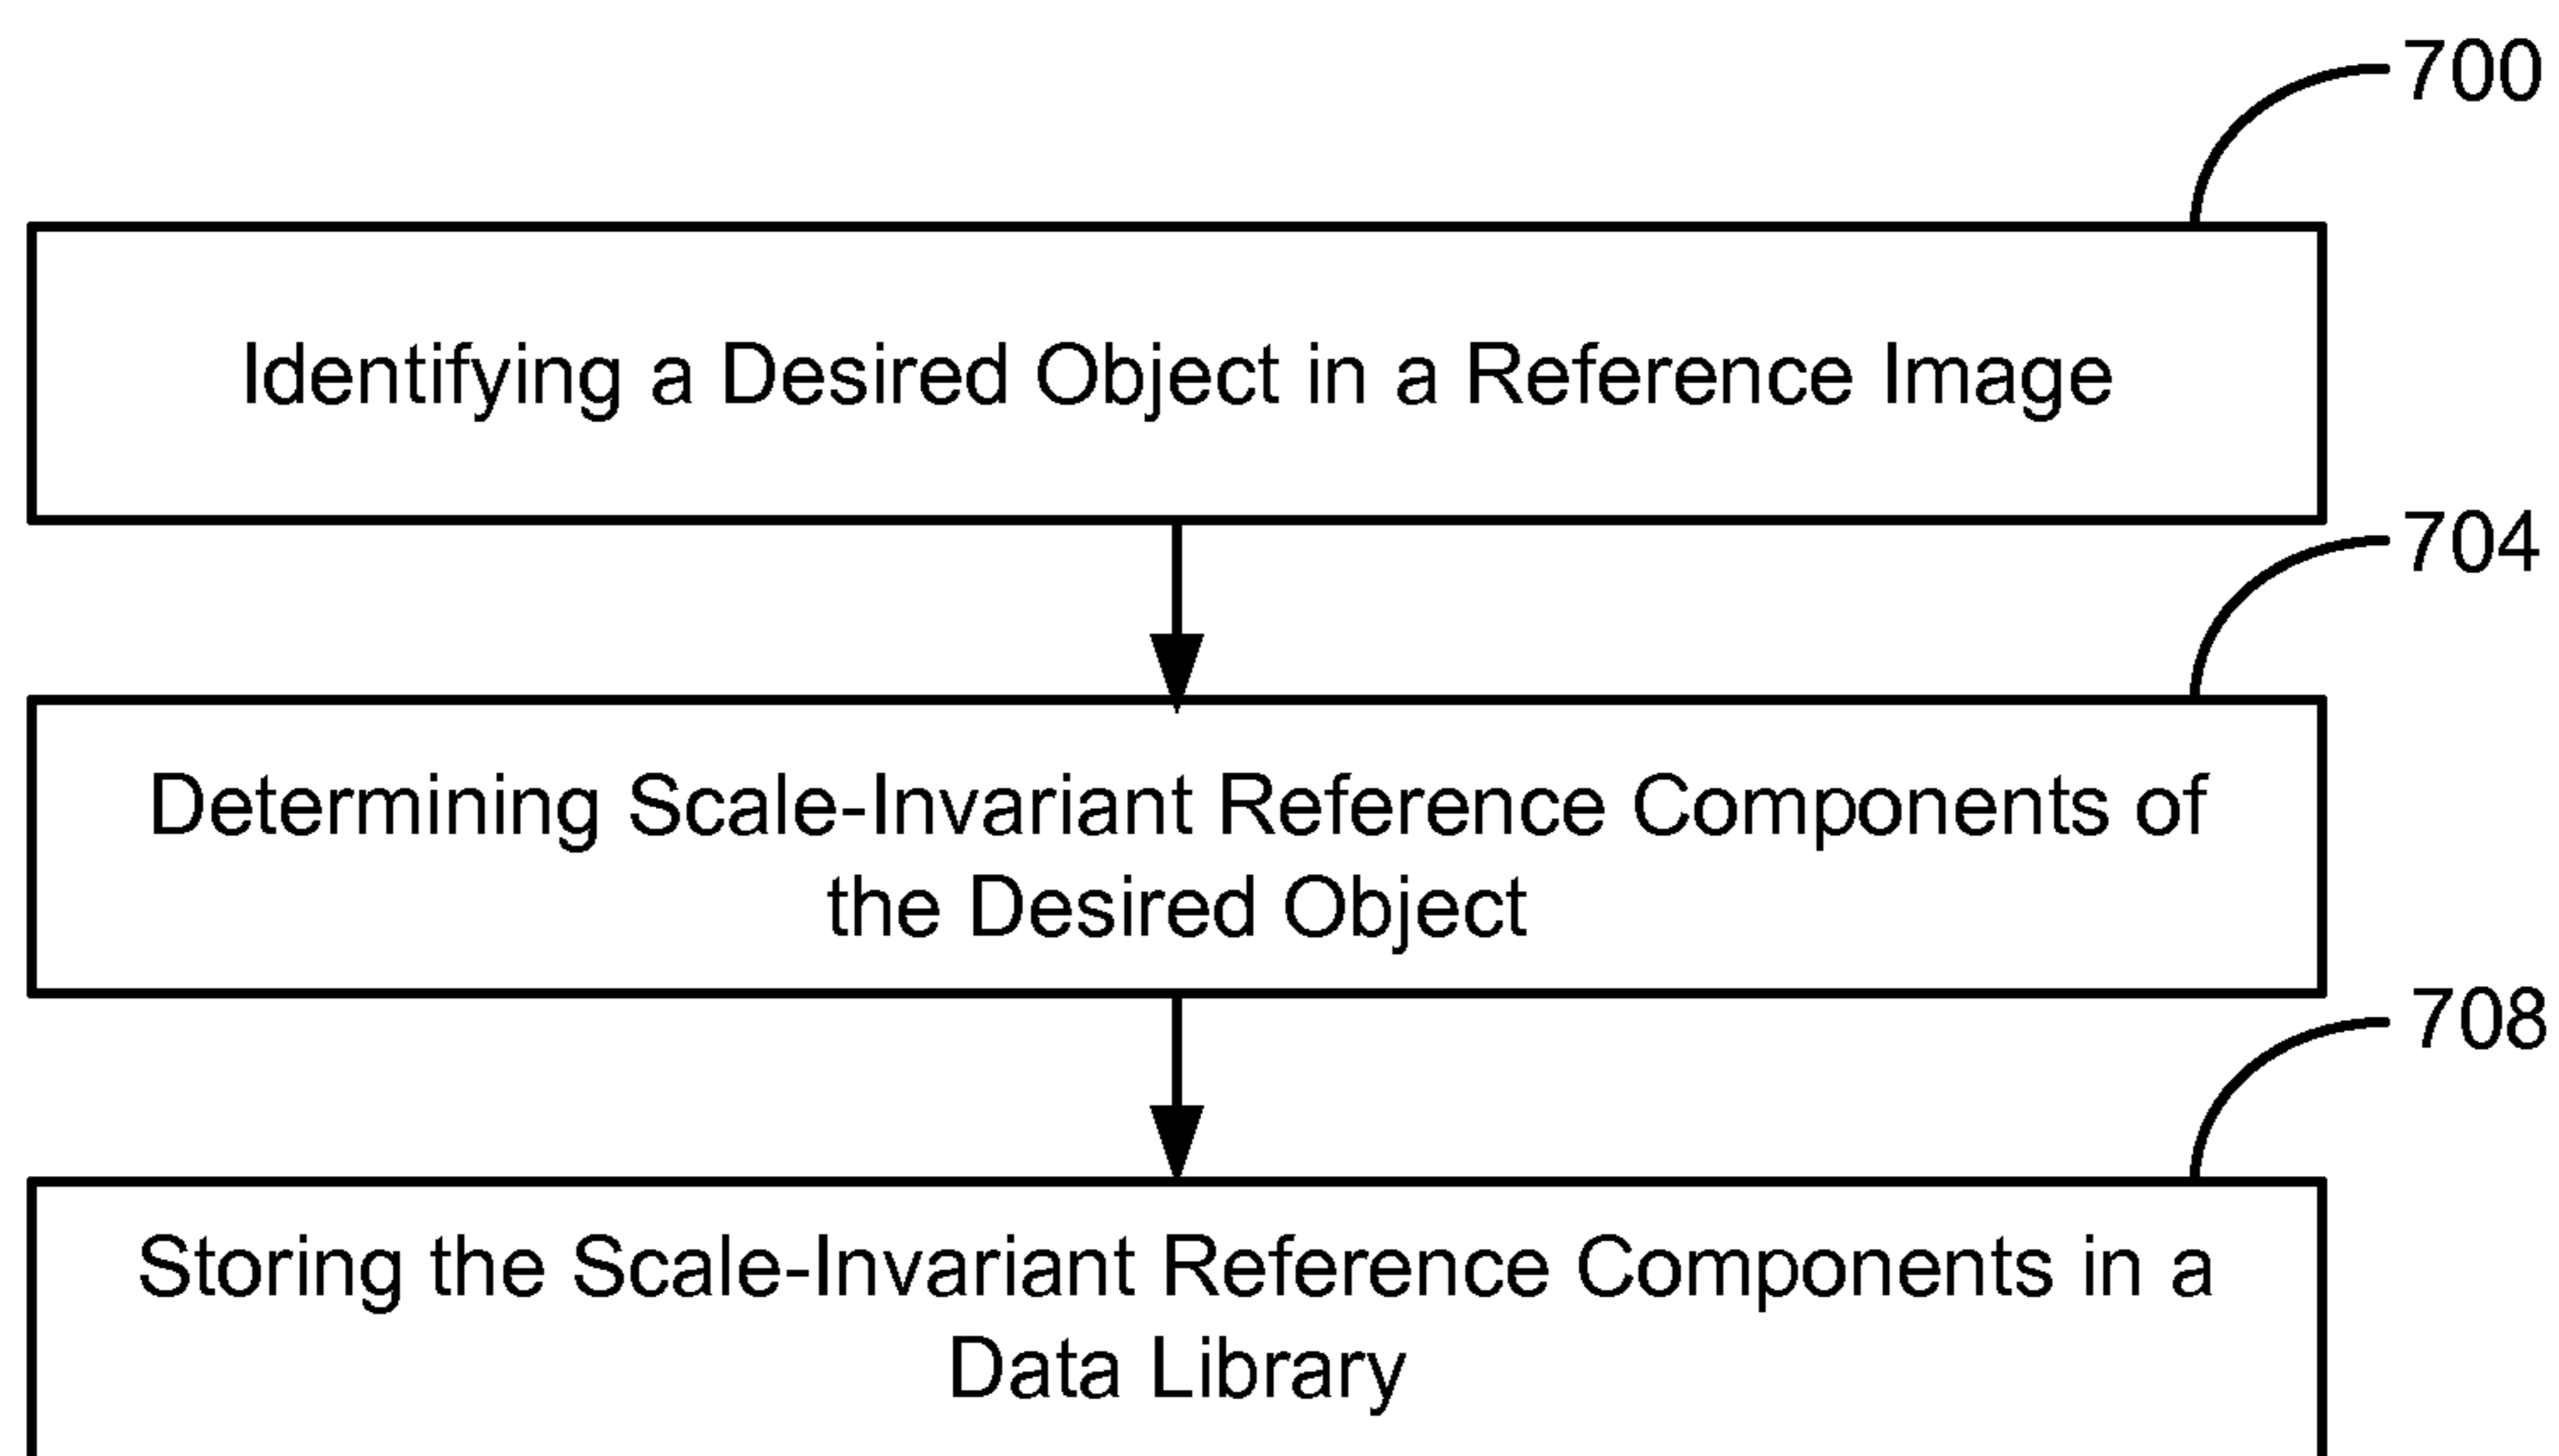 700
Identifying a Desired Object in a Reference Image
704
Determining Scale-Invariant Reference Components of
the Desired Object
708
Storing the Scale-Invariant Reference Components in a
Data Library